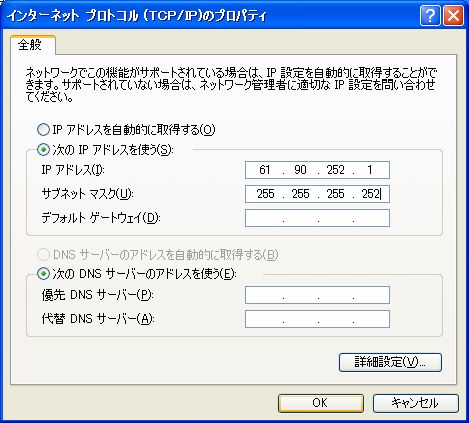 インターネット プロトコル (TCP/IP)のプロパティ
全般
ネットワークでこの機能がサポートされている場合は、IP 設定を自動的に取得することがで
きます。サポートされていない場合は、ネットワーク管理者に適切な IP 設定を問い合わせ
てください。
IP アドレスを自動的に取得する(O)
次の IP アドレスを使う(S):
IP アドレス(I): 61 . 90 . 252 . 1
サブネット マスク(U): 255 . 255 . 255 . 252
デフォルト ゲートウェイ(D): . . .
DNS サーバーのアドレスを自動的に取得する(B)
次の DNS サーバーのアドレスを使う(E):
優先 DNS サーバー(P): . . .
代替 DNS サーバー(A): . . .
詳細設定(V)...
OK キャンセル